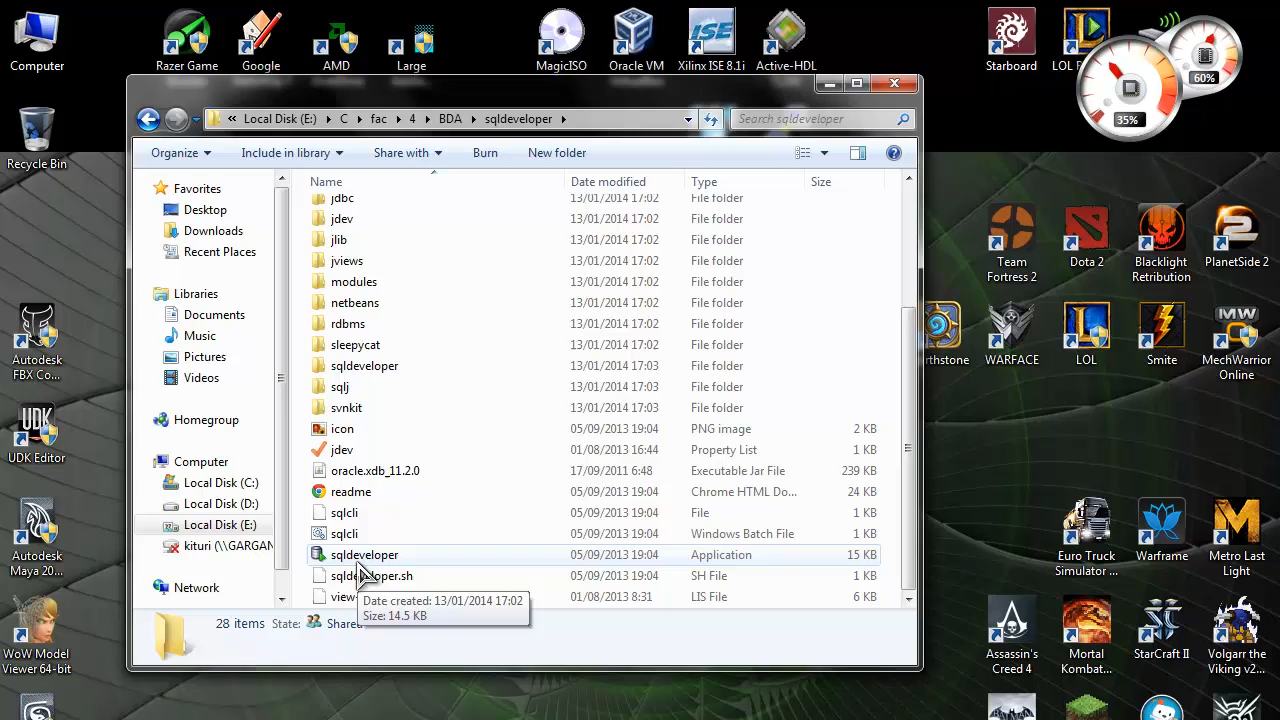 Computer
Razer Game
Google
AMD
Large
MagicISO
Oracle VM
Xilinx ISE 8.1i
Active-HDL
Starboard
LOL
60%
35%
Recycle Bin
« Local Disk (E:) ▸ C ▸ fac ▸ 4 ▸ BDA ▸ sqldeveloper ▸
Search sqldeveloper
Organize
Include in library
Share with
Burn
New folder
Name Date modified Type Size
Favorites
Desktop
Downloads
Recent Places
Libraries
Documents
Music
Pictures
Videos
Homegroup
Computer
Local Disk (C:)
Local Disk (D:)
Local Disk (E:)
kituri (\\GARGAN
Network
jdbc 13/01/2014 17:02 File folder
jdev 13/01/2014 17:02 File folder
jlib 13/01/2014 17:02 File folder
jviews 13/01/2014 17:02 File folder
modules 13/01/2014 17:02 File folder
netbeans 13/01/2014 17:02 File folder
rdbms 13/01/2014 17:02 File folder
sleepycat 13/01/2014 17:02 File folder
sqldeveloper 13/01/2014 17:03 File folder
sqlj 13/01/2014 17:03 File folder
svnkit 13/01/2014 17:03 File folder
icon 05/09/2013 19:04 PNG image 2 KB
jdev 01/08/2013 16:44 Property List 1 KB
oracle.xdb_11.2.0 17/09/2011 6:48 Executable Jar File 239 KB
readme 05/09/2013 19:04 Chrome HTML Do... 24 KB
sqlcli 05/09/2013 19:04 File 1 KB
sqlcli 05/09/2013 19:04 Windows Batch File 1 KB
sqldeveloper 05/09/2013 19:04 Application 15 KB
sqldeveloper.sh 05/09/2013 19:04 SH File 1 KB
view 01/08/2013 8:31 LIS File 6 KB
Date created: 13/01/2014 17:02
Size: 14.5 KB
28 items State: Shared
Autodesk
FBX Co...
UDK
UDK Editor
Autodesk
Maya 20...
WoW Model
Viewer 64-bit
Team
Fortress 2
Dota 2
Blacklight
Retribution
PlanetSide 2
rthstone
WARFACE
LOL
Smite
MW
MechWarrior
Online
Euro Truck
Simulator ...
Warframe
Metro Last
Light
Assassin's
Creed 4
Mortal
Kombat...
StarCraft II
Volgarr the
Viking v2...